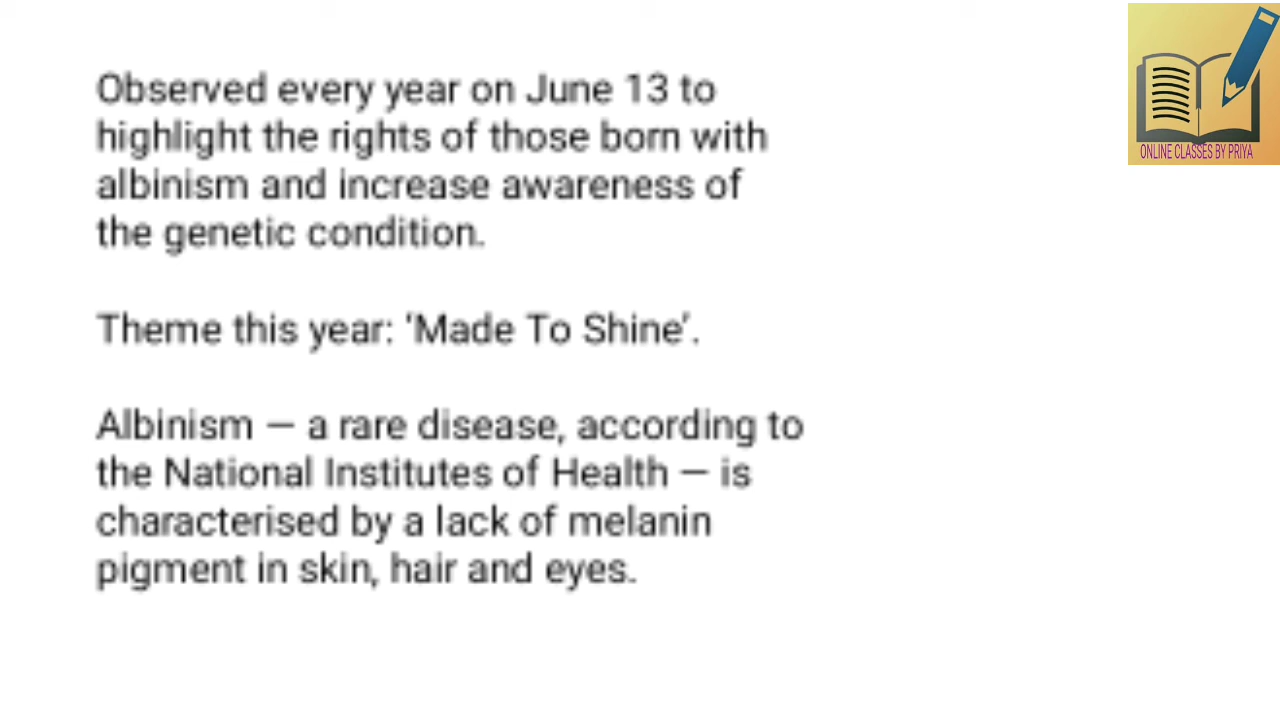 Observed every year on June 13 to
highlight the rights of those born with
albinism and increase awareness of
the genetic condition.
Theme this year: ‘Made To Shine’.
Albinism — a rare disease, according to
the National Institutes of Health — is
characterised by a lack of melanin
pigment in skin, hair and eyes.
ONLINE CLASSES BY PRIYA